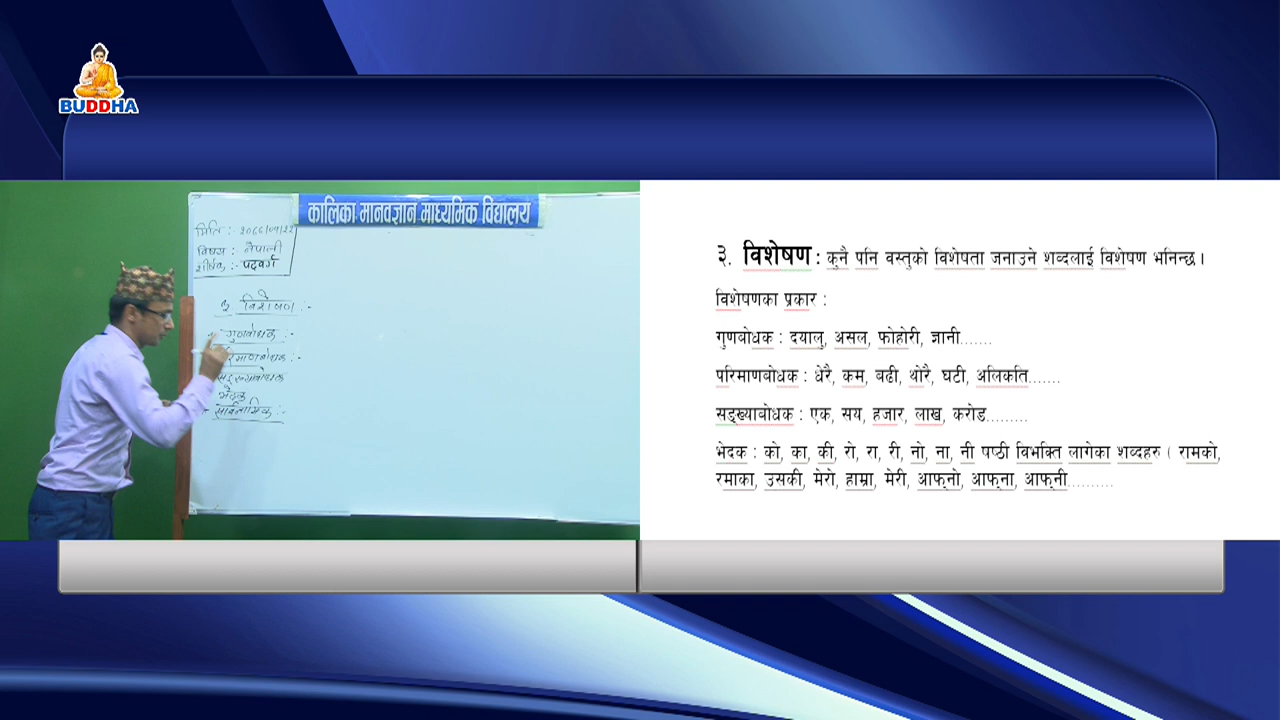 BUDDHA
कालिका मानवज्ञान माध्यमिक विद्यालय
मिति :-
विषय : नेपाली
शीर्षक :- पदवर्ग
३ विशेषण :-
गुणबोधक :-
परिमाणबोधक :-
सङ्ख्याबोधक
भेदक
सार्वनामिक :-
३. विशेषण : कुनै पनि वस्तुको विशेषता जनाउने शब्दलाई विशेषण भनिन्छ ।
विशेषणका प्रकार :
गुणबोधक : दयालु, असल, फोहोरी, ज्ञानी.......
परिमाणबोधक : धेरै, कम, बढी, थोरै, घटी, अलिकति.......
सङ्ख्याबोधक : एक, सय, हजार, लाख, करोड.........
भेदक : को, का, की, रो, रा, री, नो, ना, नी षष्ठी विभक्ति लागेका शब्दहरु ( रामको,
रमाका, उसकी, मेरो, हाम्रा, मेरी, आफ्‌नो, आफ्‌ना, आफ्‌नी..........